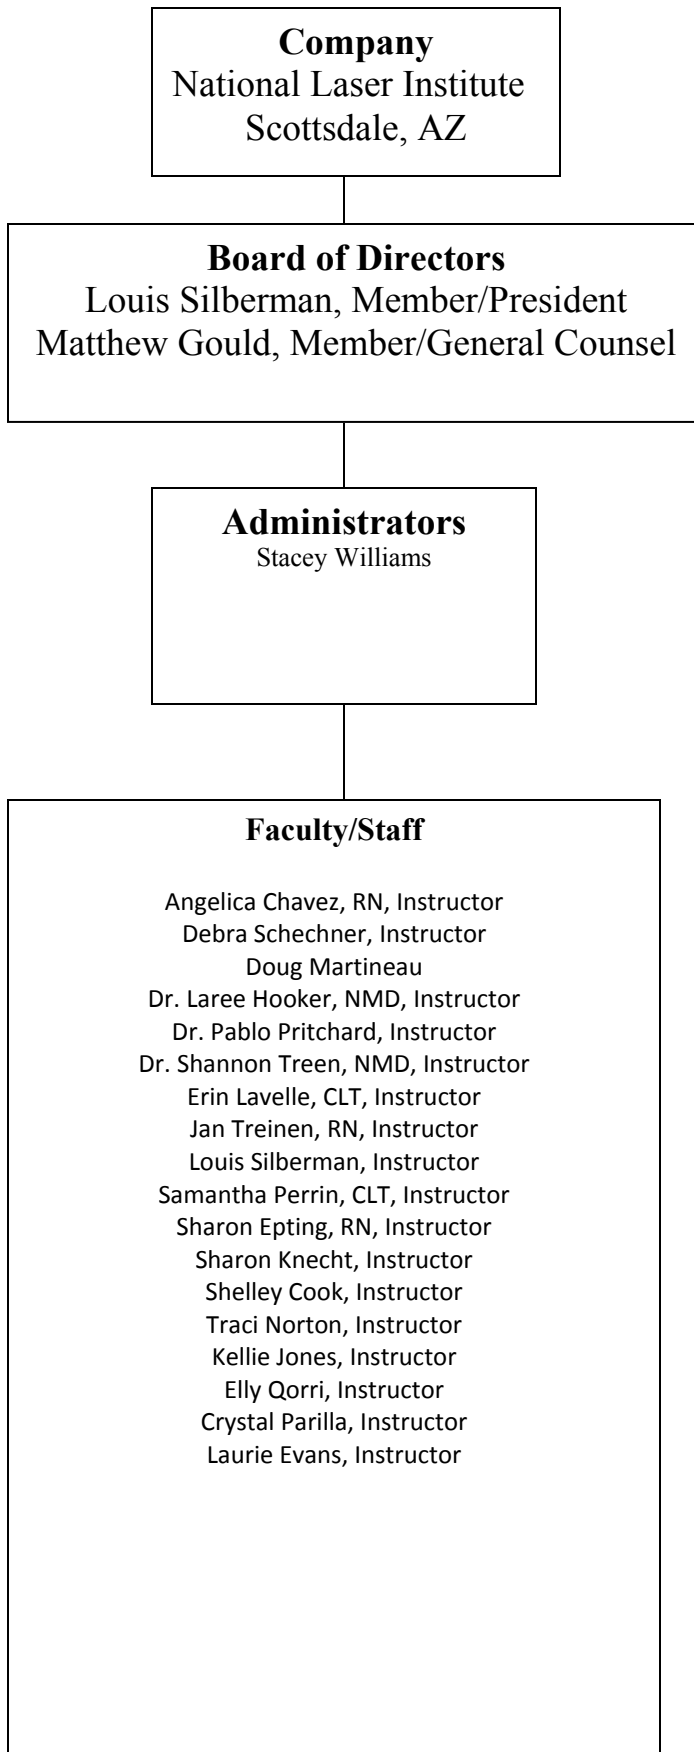 Company
National Laser Institute
Scottsdale, AZ
Board of Directors
Louis Silberman, Member/President
Matthew Gould, Member/General Counsel
Administrators
Stacey Williams
Faculty/Staff
Angelica Chavez, RN, Instructor
Debra Schechner, Instructor
Doug Martineau
Dr. Laree Hooker, NMD, Instructor
Dr. Pablo Pritchard, Instructor
Dr. Shannon Treen, NMD, Instructor
Erin Lavelle, CLT, Instructor
Jan Treinen, RN, Instructor
Louis Silberman, Instructor
Samantha Perrin, CLT, Instructor
Sharon Epting, RN, Instructor
Sharon Knecht, Instructor
Shelley Cook, Instructor
Traci Norton, Instructor
Kellie Jones, Instructor
Elly Qorri, Instructor
Crystal Parilla, Instructor
Laurie Evans, Instructor